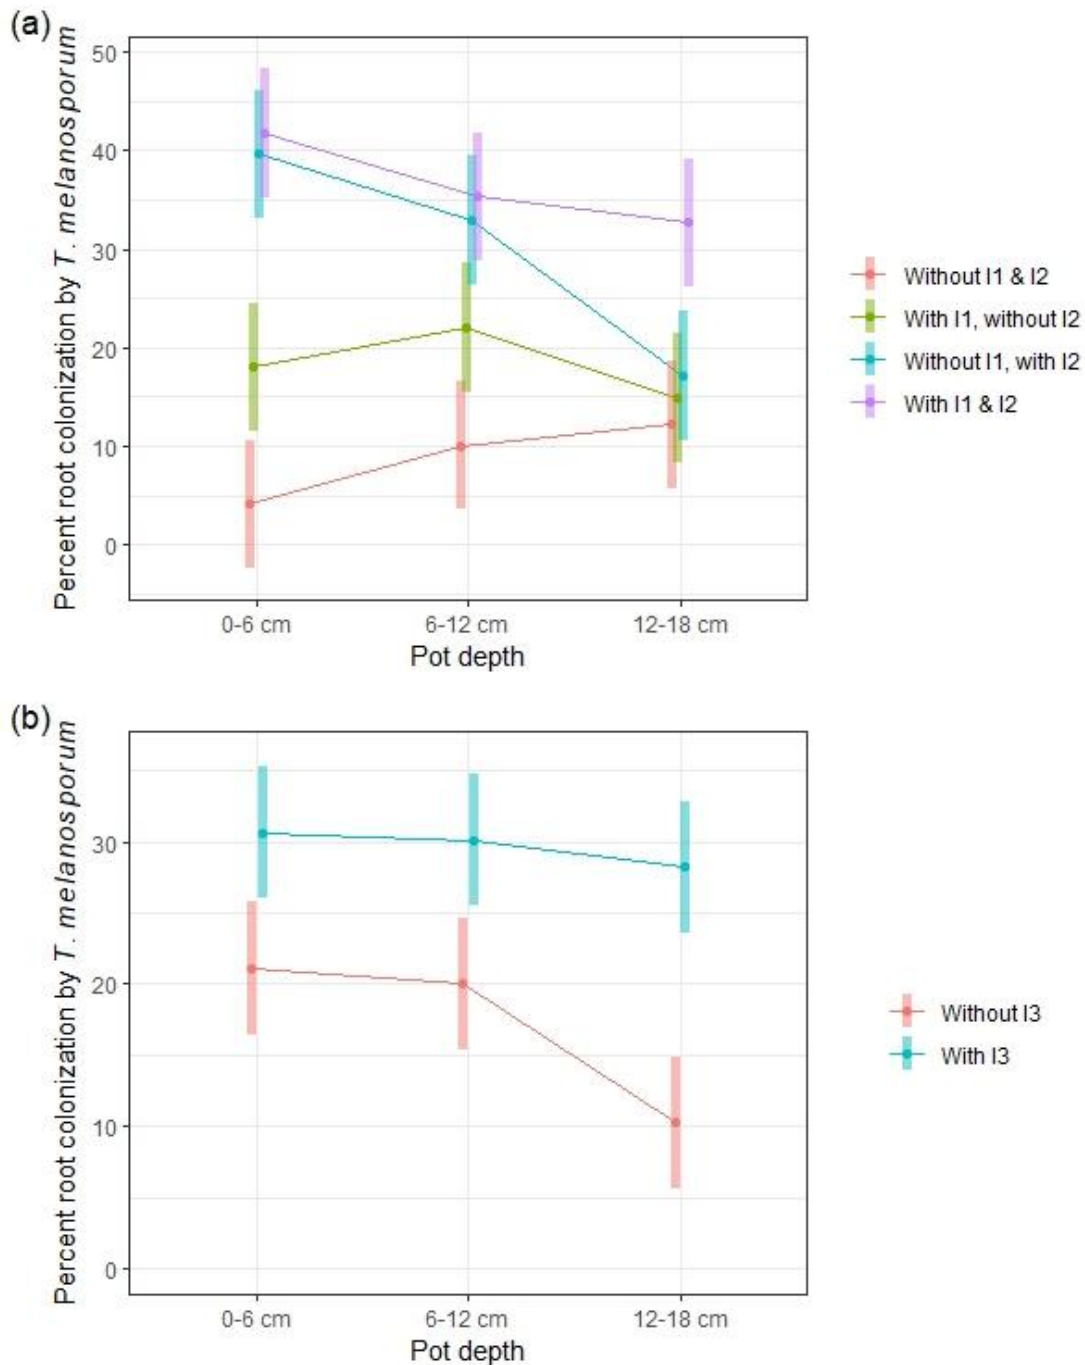 (a)
Percent root colonization by T. melanosporum
50
40
30
20
10
0
0-6 cm
6-12 cm
12-18 cm
Pot depth
Without I1 & I2
With I1, without I2
Without I1, with I2
With I1 & I2
(b)
Percent root colonization by T. melanosporum
30
20
10
0
0-6 cm
6-12 cm
12-18 cm
Pot depth
Without I3
With I3